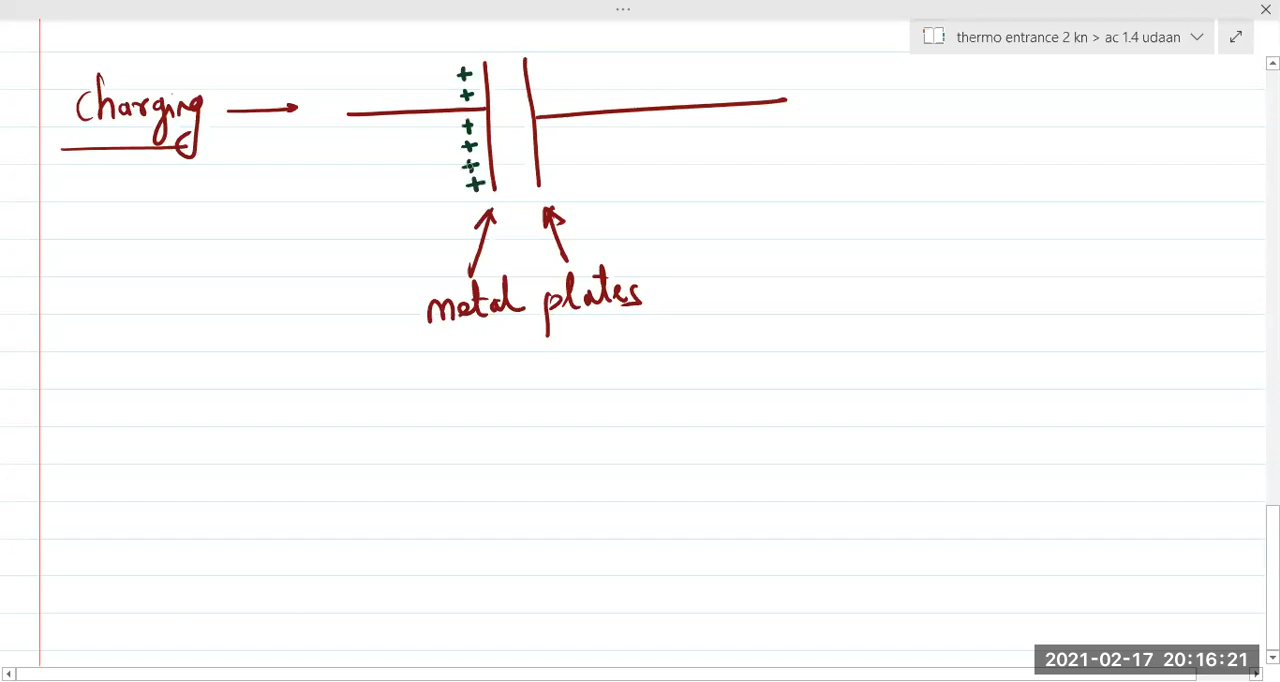 thermo entrance 2 kn > ac 1.4 udaan
Charging
+
+
+
+
+
+
metal plates
2021-02-17 20:16:21